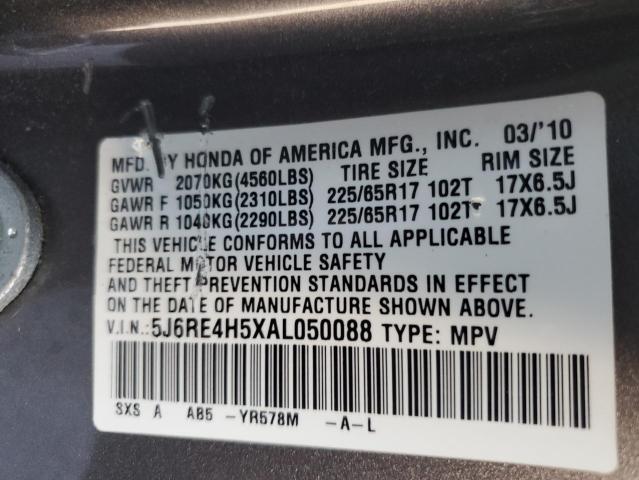 MFD. BY HONDA OF AMERICA MFG., INC. 03/'10
GVWR 2070KG(4560LBS) TIRE SIZE RIM SIZE
GAWR F 1050KG(2310LBS) 225/65R17 102T 17X6.5J
GAWR R 1040KG(2290LBS) 225/65R17 102T 17X6.5J
THIS VEHICLE CONFORMS TO ALL APPLICABLE
FEDERAL MOTOR VEHICLE SAFETY
AND THEFT PREVENTION STANDARDS IN EFFECT
ON THE DATE OF MANUFACTURE SHOWN ABOVE.
V.I.N.:5J6RE4H5XAL050088 TYPE: MPV
SXS A AB5 -YR578M -A-L